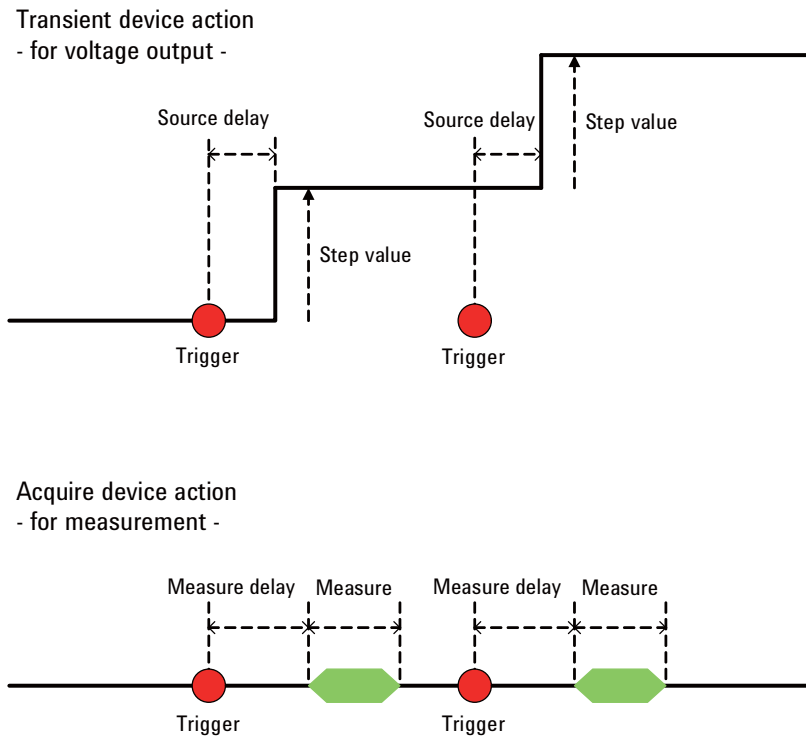 Transient device action
- for voltage output -
Source delay
Source delay
Step value
Step value
Trigger
Trigger
Acquire device action
- for measurement -
Measure delay
Measure
Measure delay
Measure
Trigger
Trigger